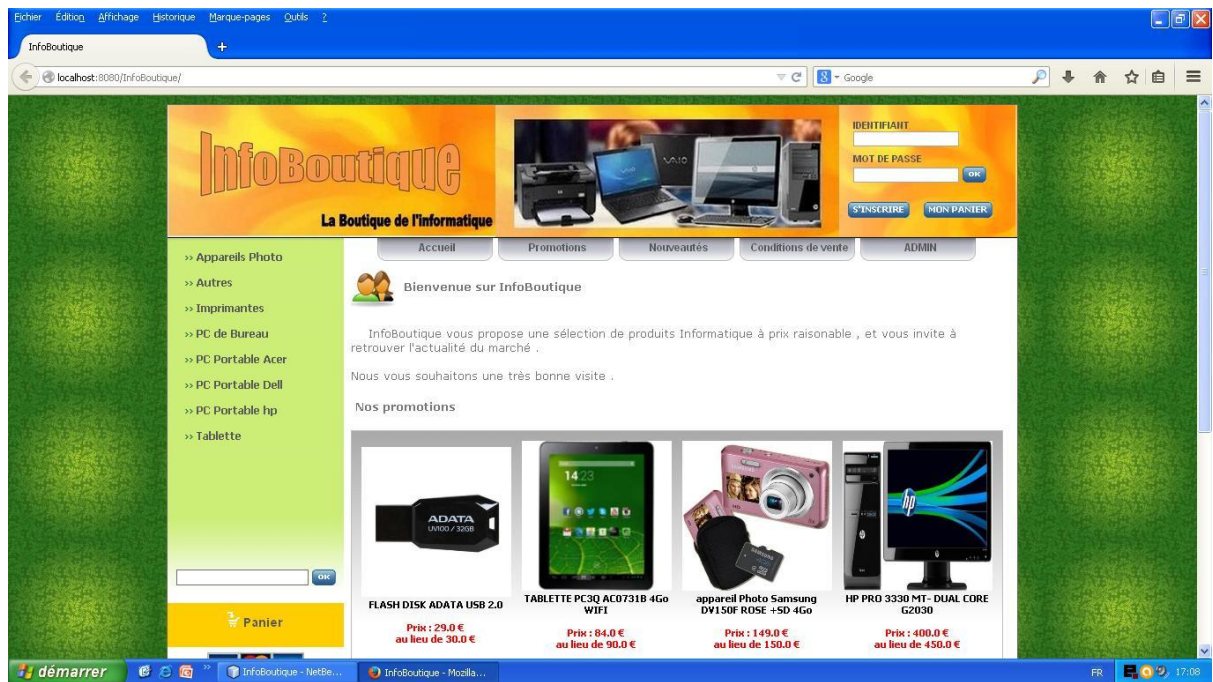 Fichier Édition Affichage Historique Marque-pages Outils ?
InfoBoutique
localhost:8080/InfoBoutique/
Google
InfoBoutique
La Boutique de l'informatique
VAIO
IDENTIFIANT
MOT DE PASSE
OK
S'INSCRIRE MON PANIER
Accueil Promotions Nouveautés Conditions de vente ADMIN
›› Appareils Photo
›› Autres
›› Imprimantes
›› PC de Bureau
›› PC Portable Acer
›› PC Portable Dell
›› PC Portable hp
›› Tablette
OK
Panier
Bienvenue sur InfoBoutique
InfoBoutique vous propose une sélection de produits Informatique à prix raisonable , et vous invite à
retrouver l'actualité du marché .
Nous vous souhaitons une très bonne visite .
Nos promotions
ADATA
UV100 / 32GB
FLASH DISK ADATA USB 2.0
Prix : 29.0 €
au lieu de 30.0 €
14:23
TABLETTE PC3Q AC0731B 4Go
WIFI
Prix : 84.0 €
au lieu de 90.0 €
SAMSUNG
appareil Photo Samsung
DV150F ROSE +SD 4Go
Prix : 149.0 €
au lieu de 150.0 €
hp
HP PRO 3330 MT- DUAL CORE
G2030
Prix : 400.0 €
au lieu de 450.0 €
démarrer
InfoBoutique - NetBe...
InfoBoutique - Mozilla...
FR
17:08